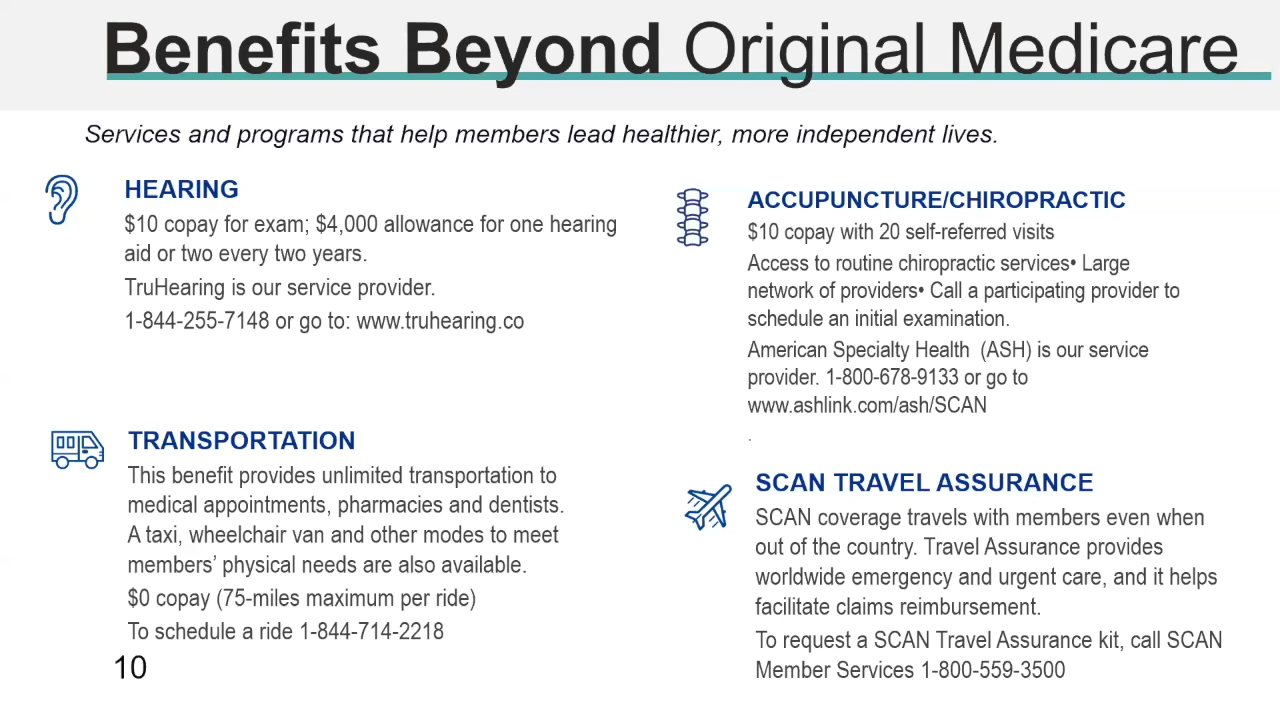 Benefits Beyond Original Medicare
Services and programs that help members lead healthier, more independent lives.
HEARING
$10 copay for exam; $4,000 allowance for one hearing
aid or two every two years.
TruHearing is our service provider.
1-844-255-7148 or go to: www.truhearing.co
TRANSPORTATION
This benefit provides unlimited transportation to
medical appointments, pharmacies and dentists.
A taxi, wheelchair van and other modes to meet
members’ physical needs are also available.
$0 copay (75-miles maximum per ride)
To schedule a ride 1-844-714-2218
10
ACCUPUNCTURE/CHIROPRACTIC
$10 copay with 20 self-referred visits
Access to routine chiropractic services• Large
network of providers• Call a participating provider to
schedule an initial examination.
American Specialty Health (ASH) is our service
provider. 1-800-678-9133 or go to
www.ashlink.com/ash/SCAN
.
SCAN TRAVEL ASSURANCE
SCAN coverage travels with members even when
out of the country. Travel Assurance provides
worldwide emergency and urgent care, and it helps
facilitate claims reimbursement.
To request a SCAN Travel Assurance kit, call SCAN
Member Services 1-800-559-3500